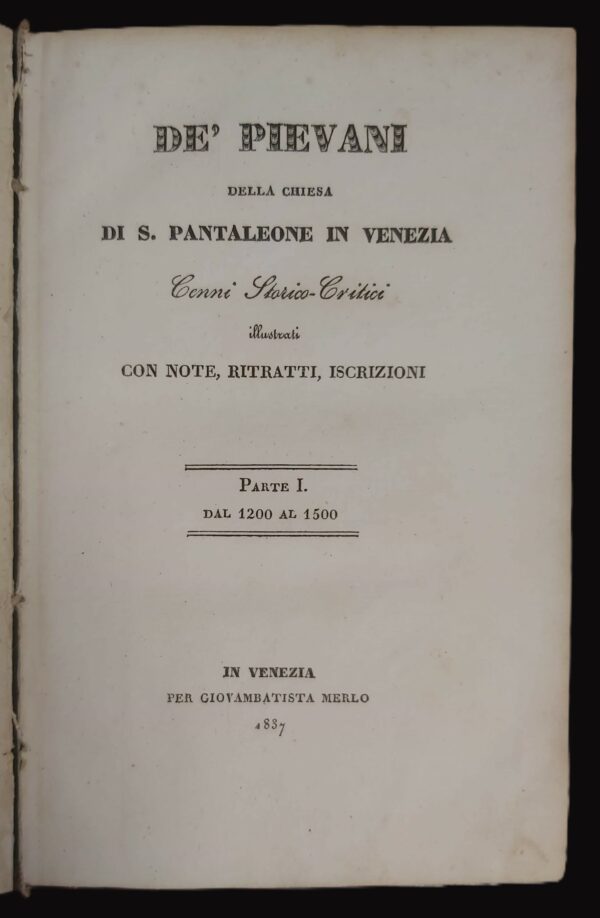 DE' PIEVANI
DELLA CHIESA
DI S. PANTALEONE IN VENEZIA
Cenni Storico-Critici
illustrati
CON NOTE, RITRATTI, ISCRIZIONI
PARTE I.
DAL 1200 AL 1500
IN VENEZIA
PER GIOVAMBATISTA MERLO
1837